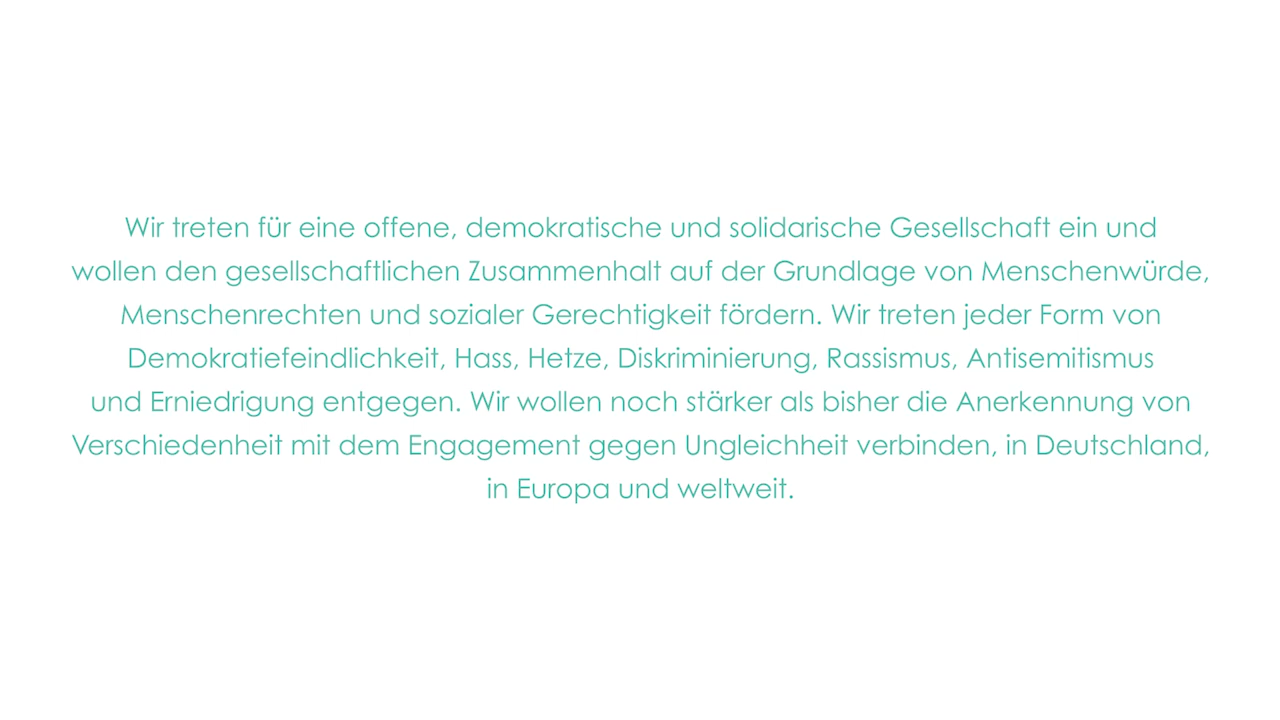 Wir treten für eine offene, demokratische und solidarische Gesellschaft ein und
wollen den gesellschaftlichen Zusammenhalt auf der Grundlage von Menschenwürde,
Menschenrechten und sozialer Gerechtigkeit fördern. Wir treten jeder Form von
Demokratiefeindlichkeit, Hass, Hetze, Diskriminierung, Rassismus, Antisemitismus
und Erniedrigung entgegen. Wir wollen noch stärker als bisher die Anerkennung von
Verschiedenheit mit dem Engagement gegen Ungleichheit verbinden, in Deutschland,
in Europa und weltweit.